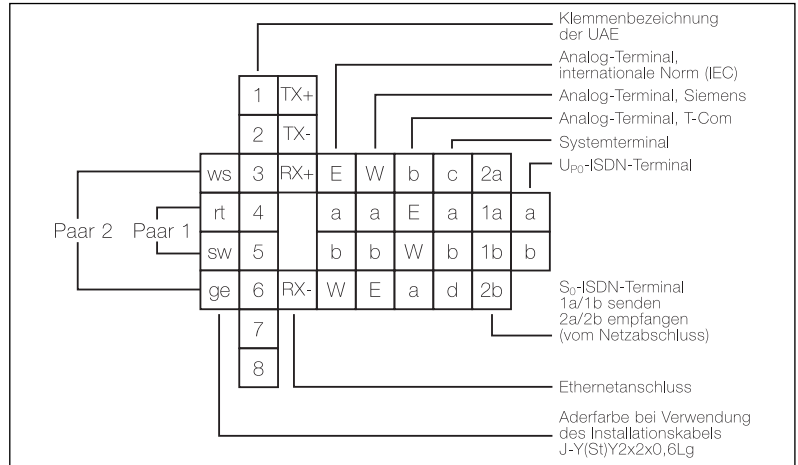 Klemmenbezeichnung
der UAE
Analog-Terminal,
internationale Norm (IEC)
Analog-Terminal, Siemens
Analog-Terminal, T-Com
Systemterminal
UP0-ISDN-Terminal
1 TX+
2 TX-
ws 3 RX+ E W b c 2a
rt 4 a a E a 1a a
sw 5 b b W b 1b b
ge 6 RX- W E a d 2b
7
8
Paar 2 Paar 1
S0-ISDN-Terminal
1a/1b senden
2a/2b empfangen
(vom Netzabschluss)
Ethernetanschluss
Aderfarbe bei Verwendung
des Installationskabels
J-Y(St)Y2x2x0,6Lg